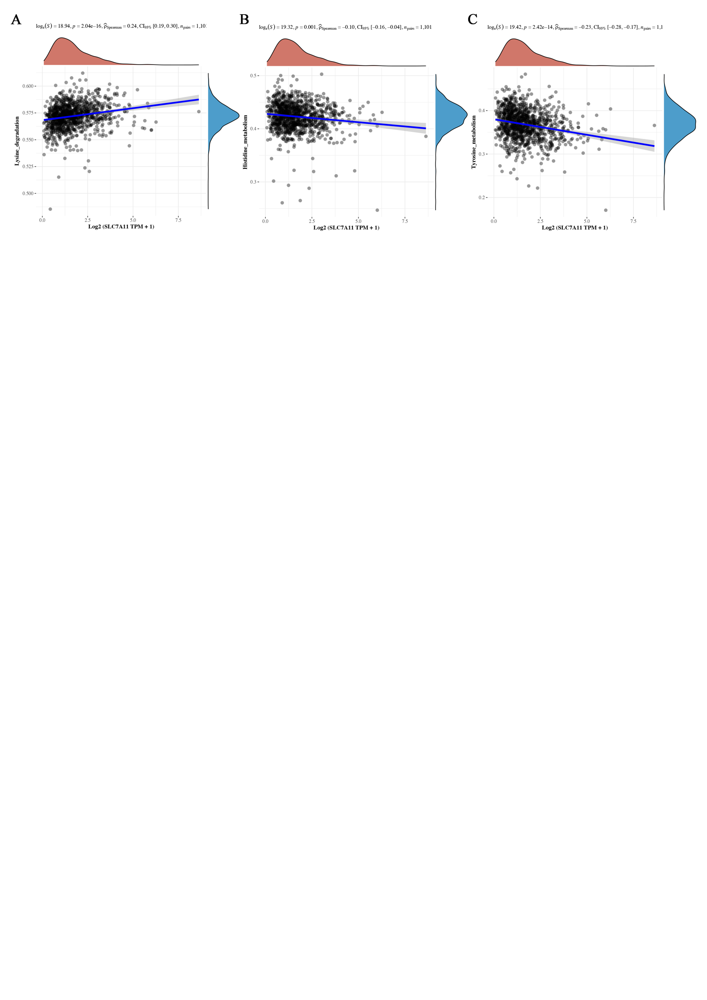 A
logₑ(S) = 18.94, p = 2.04e−16, ρ̂Spearman = 0.24, CI95% [0.19, 0.30], npairs = 1,10
0.600
0.575
0.550
0.525
0.500
Lysine_degradation
0.0 2.5 5.0 7.5
Log2 (SLC7A11 TPM + 1)
B
logₑ(S) = 19.32, p = 0.001, ρ̂Spearman = −0.10, CI95% [−0.16, −0.04], npairs = 1,101
0.5
0.4
0.3
Histidine_metabolism
0.0 2.5 5.0 7.5
Log2 (SLC7A11 TPM + 1)
C
logₑ(S) = 19.42, p = 2.42e−14, ρ̂Spearman = −0.23, CI95% [−0.28, −0.17], npairs = 1,1
0.4
0.3
0.2
Tyrosine_metabolism
0.0 2.5 5.0 7.5
Log2 (SLC7A11 TPM + 1)